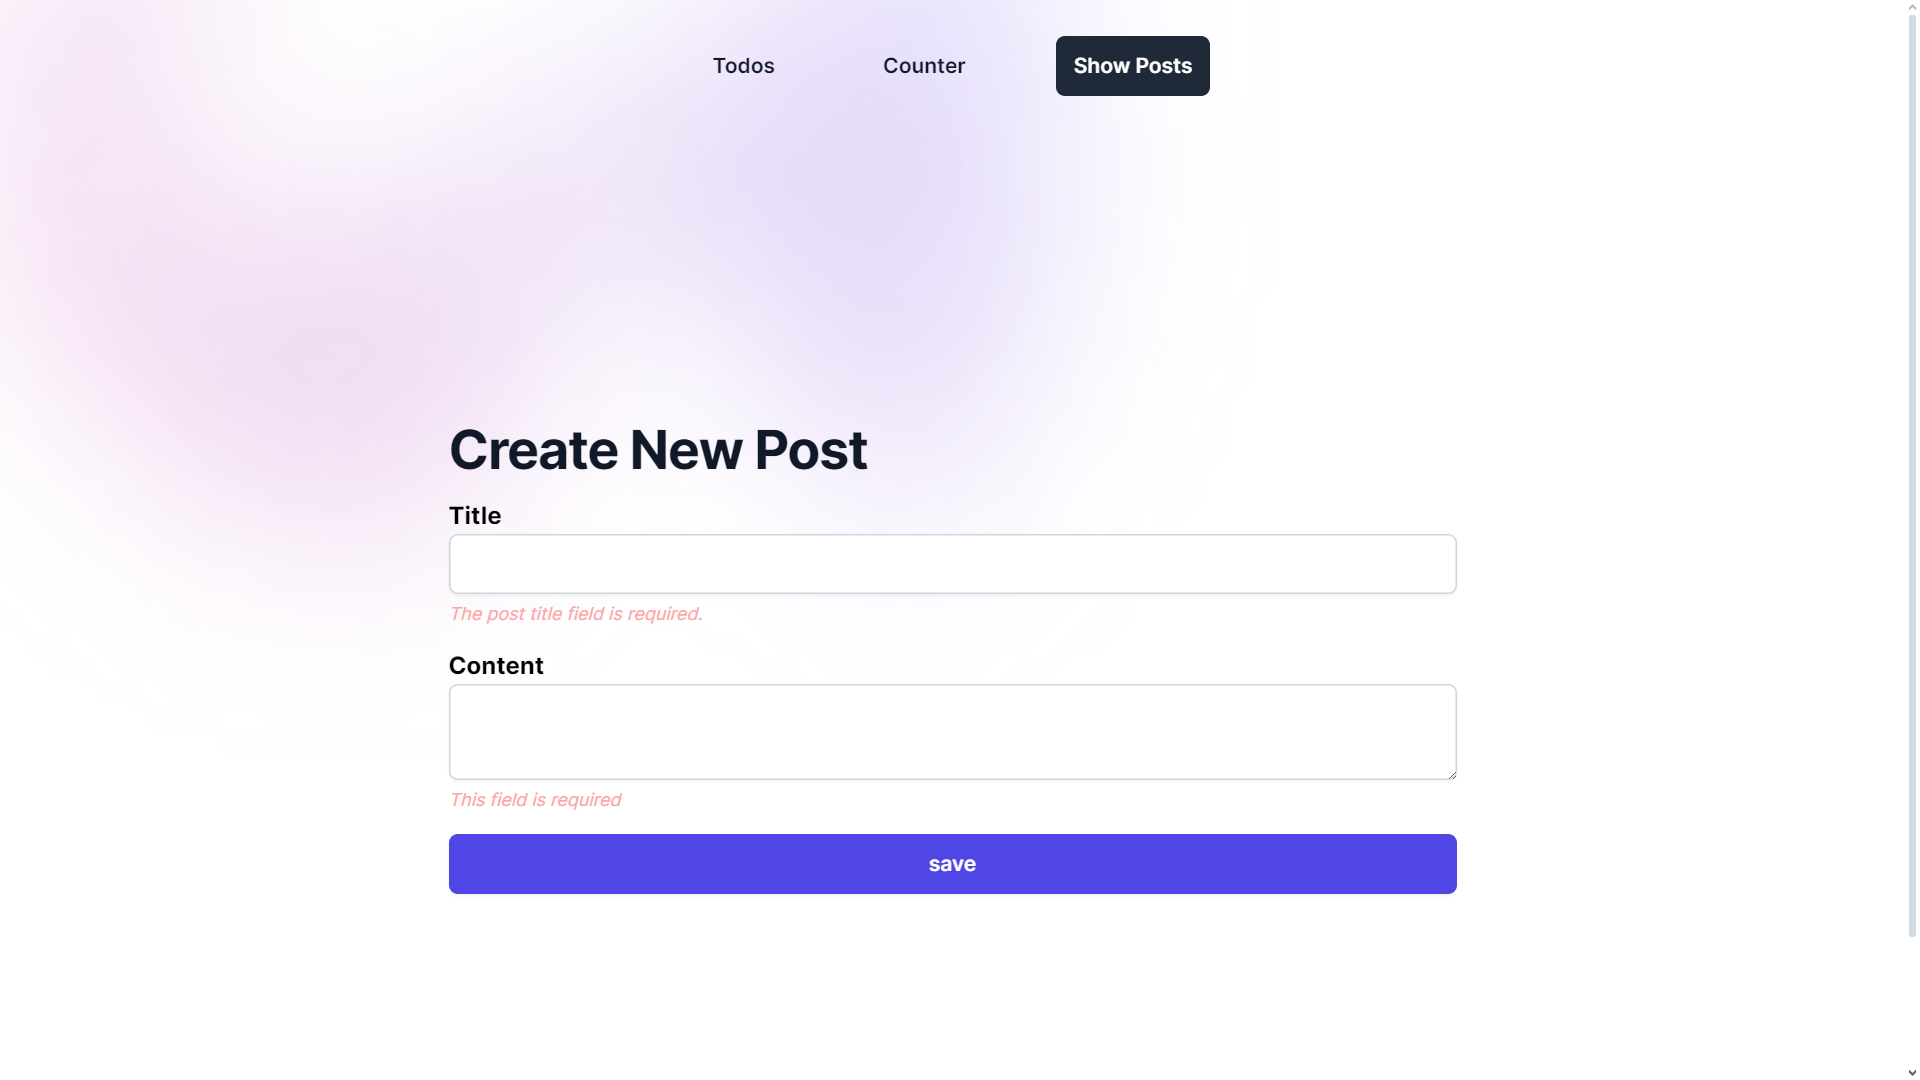 Todos Counter Show Posts
Create New Post
Title
The post title field is required.
Content
This field is required
save